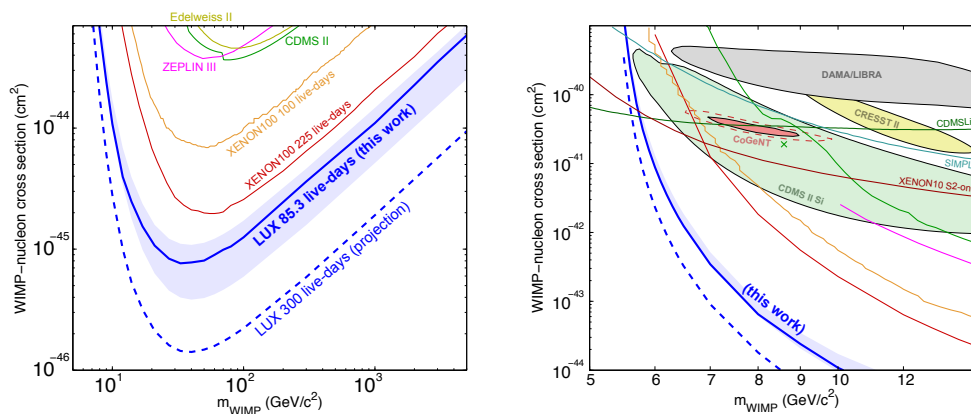 Edelweiss II
CDMS II
ZEPLIN III
XENON100 100 live-days
XENON100 225 live-days
LUX 85.3 live-days (this work)
LUX 300 live-days (projection)
WIMP−nucleon cross section (cm²)
10⁻⁴⁴
10⁻⁴⁵
10⁻⁴⁶
10¹
10²
10³
m_WIMP (GeV/c²)
DAMA/LIBRA
CRESST II
CDMSLi
CoGeNT
SIMPL
CDMS II Si
XENON10 S2-on
(this work)
WIMP−nucleon cross section (cm²)
10⁻⁴⁰
10⁻⁴¹
10⁻⁴²
10⁻⁴³
10⁻⁴⁴
5
6
7
8
9
10
12
m_WIMP (GeV/c²)